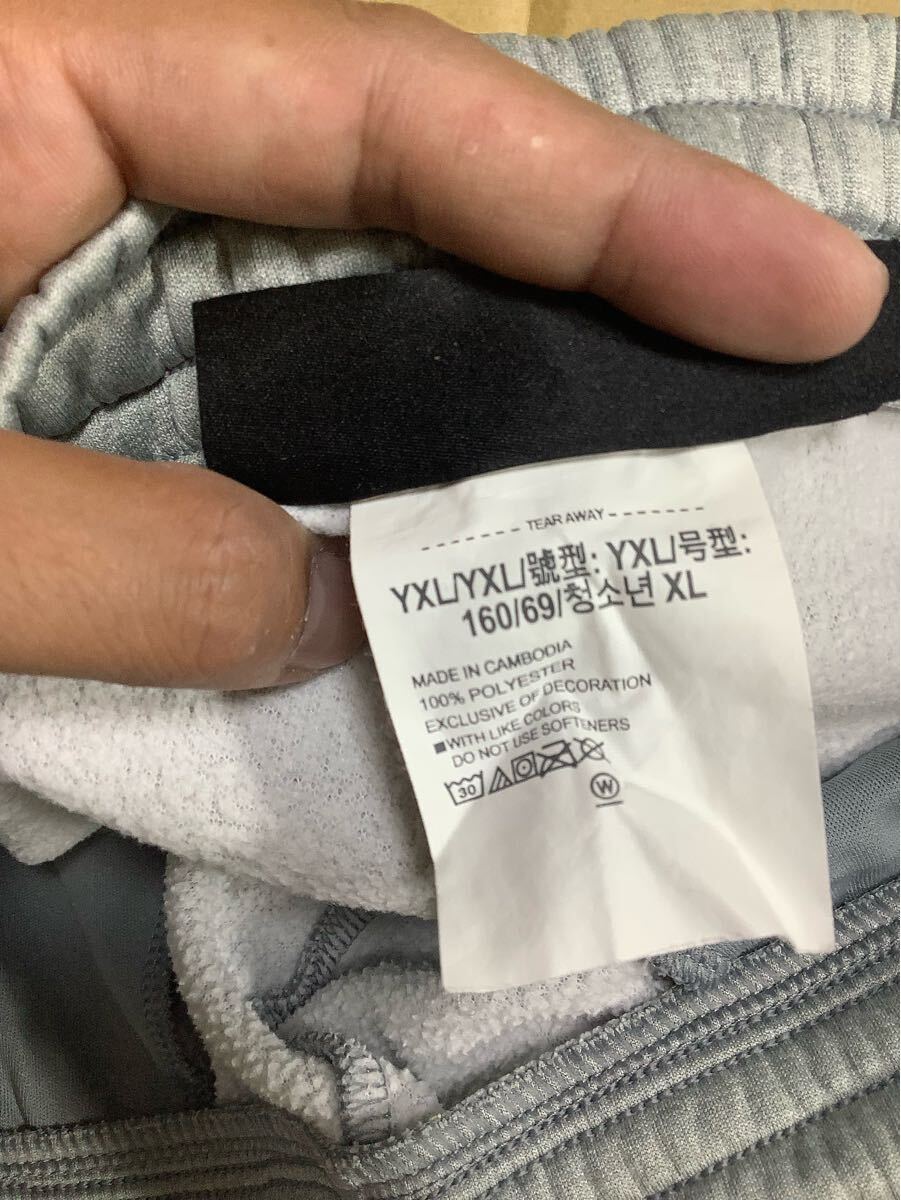 - - - - - - - - TEAR AWAY - - - - - - - -
YXL/YXL/號型: YXL/号型:
160/69/청소년 XL
MADE IN CAMBODIA
100% POLYESTER
EXCLUSIVE OF DECORATION
■WITH LIKE COLORS
DO NOT USE SOFTENERS
30
W